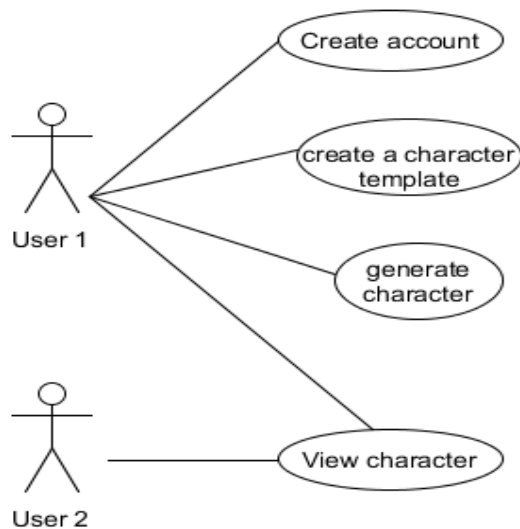 Create account
create a character
template
User 1
generate
character
View character
User 2